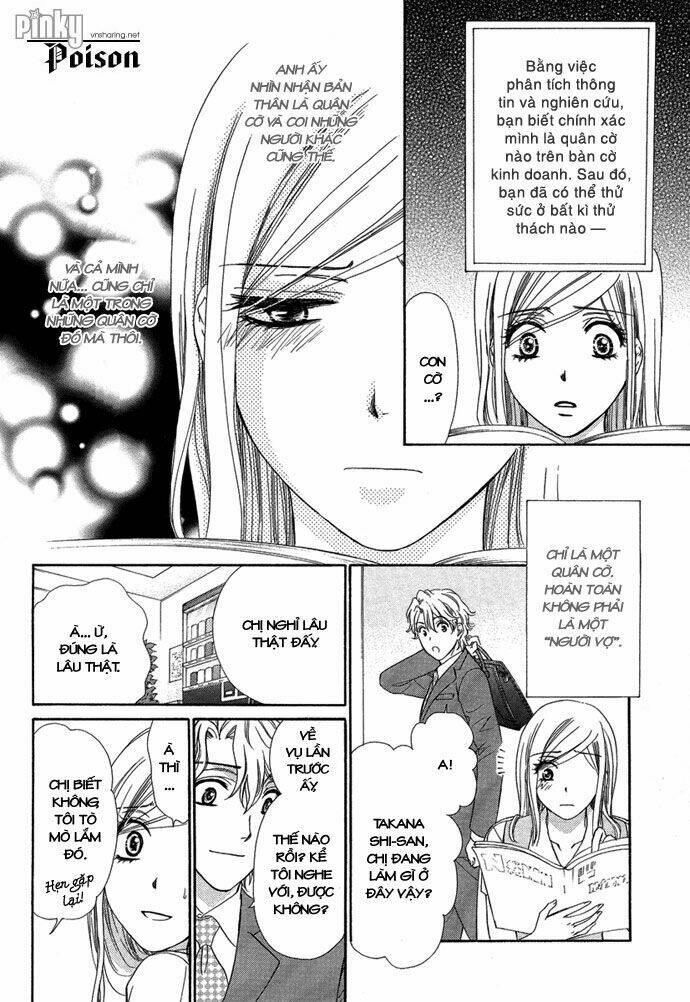 pinky
vnsharing.net
Poison
Bằng việc
phân tích thông
tin và nghiên cứu,
bạn biết chính xác
mình là quân cờ
nào trên bàn cờ
kinh doanh. Sau đó,
bạn đã có thể thử
sức ở bất kì thử
thách nào —
CON
CỜ
...?
ANH ẤY
NHÌN NHẬN BẢN
THÂN LÀ QUÂN
CỜ VÀ COI NHỮNG
NGƯỜI KHÁC
CŨNG THẾ.
VÀ CẢ MÌNH
NỮA... CŨNG CHỈ
LÀ MỘT TRONG
NHỮNG QUÂN CỜ
ĐÓ MÀ THÔI.
CHỈ LÀ MỘT
QUÂN CỜ.
HOÀN TOÀN
KHÔNG PHẢI
LÀ MỘT
"NGƯỜI VỢ".
A!
TAKANA
SHI-SAN,
CHỊ ĐANG
LÀM GÌ Ở
ĐÂY VẬY?
CHỊ NGHỈ LÂU
THẬT ĐẤY.
À... Ừ,
ĐÚNG LÀ
LÂU THẬT.
VỀ
VỤ LẦN
TRƯỚC
ẤY.
THẾ NÀO
RỒI? KỂ
TÔI NGHE
VỚI, ĐƯỢC
KHÔNG?
À
THÌ
...
CHỊ BIẾT
KHÔNG
TÔI TÒ
MÒ LẮM
ĐÓ.
Hẹn gặp
lại!